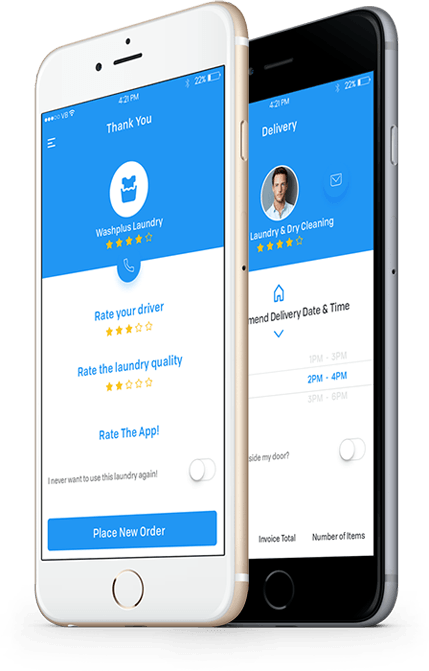 VB
4:21 PM
22%
Thank You
Washplus Laundry
Rate your driver
Rate the laundry quality
Rate The App!
I never want to use this laundry again!
Place New Order
4:21 PM
22%
Delivery
Laundry & Dry Cleaning
mend Delivery Date & Time
1PM - 3PM
2PM - 4PM
3PM - 6PM
side my door?
Invoice Total
Number of Items